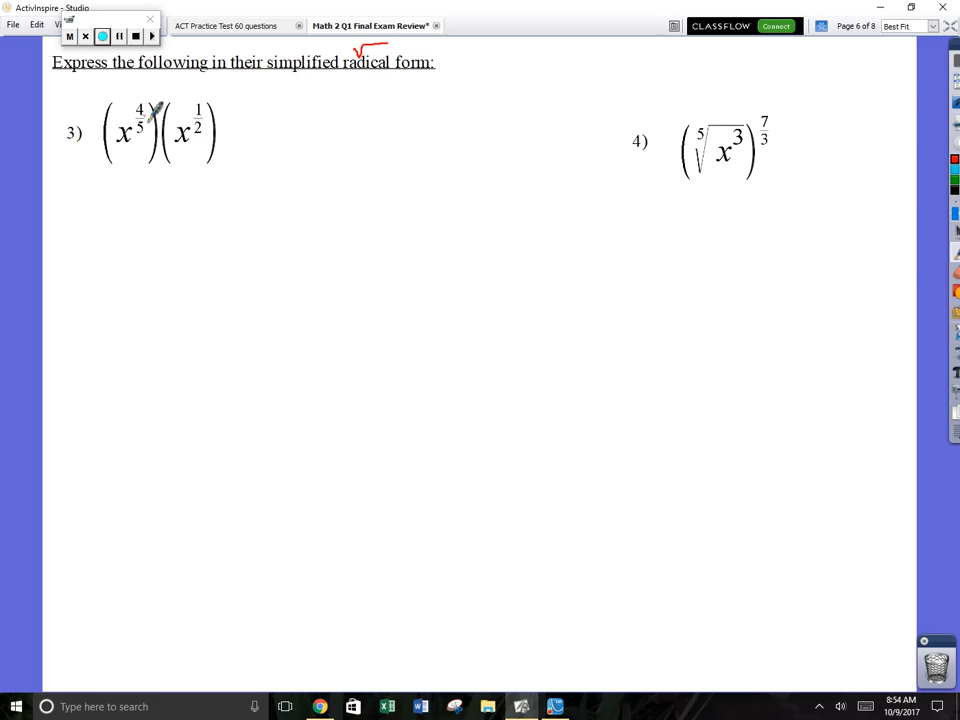 ActivInspire - Studio
File Edit Vi
ACT Practice Test 60 questions
Math 2 Q1 Final Exam Review*
CLASSFLOW Connect
Page 6 of 8 Best Fit
M
Express the following in their simplified radical form:
√
3) (x^{4/5})(x^{1/2})
4) (⁵√x³)^{7/3}
Type here to search
8:54 AM
10/9/2017